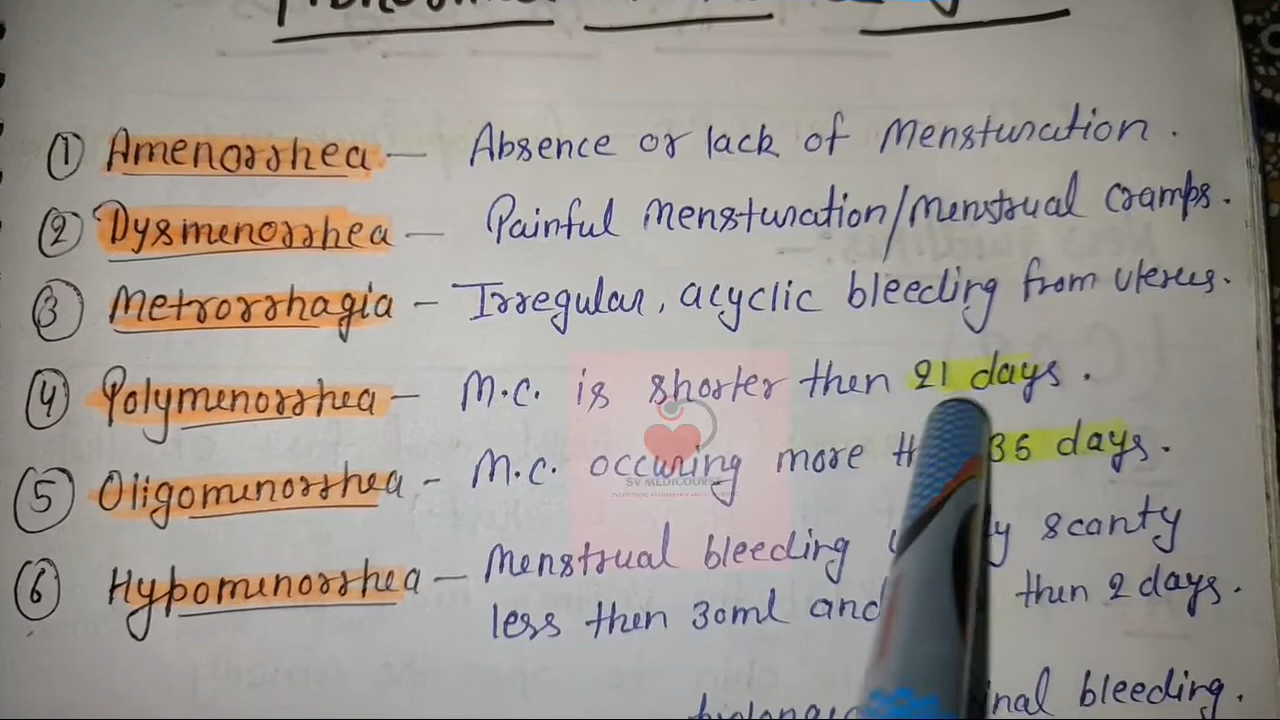 ① Amenorrhea — Absence or lack of Mensturation.
② Dysmenorrhea — Painful Mensturation/Menstrual cramps.
③ Metrorrhagia — Irregular, acyclic bleeding from uterus.
④ Polymenorrhea — M.C. is shorter then 21 days.
⑤ Oligomenorrhea - M.C. occuring more 35 days.
⑥ Hypomenorrhea — Menstrual bleeding scanty
less then 30ml and then 2 days.
bleeding.
SV MEDICOURSE